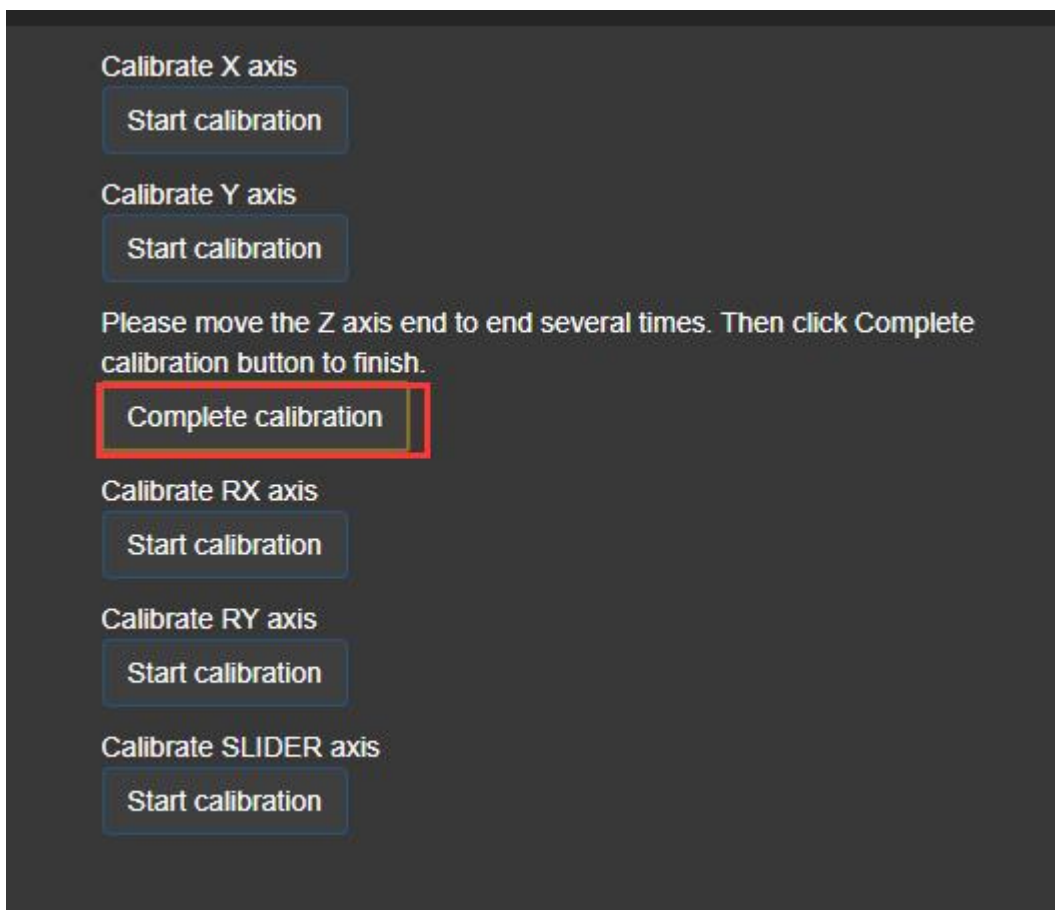 Calibrate X axis
Start calibration
Calibrate Y axis
Start calibration
Please move the Z axis end to end several times. Then click Complete
calibration button to finish.
Complete calibration
Calibrate RX axis
Start calibration
Calibrate RY axis
Start calibration
Calibrate SLIDER axis
Start calibration